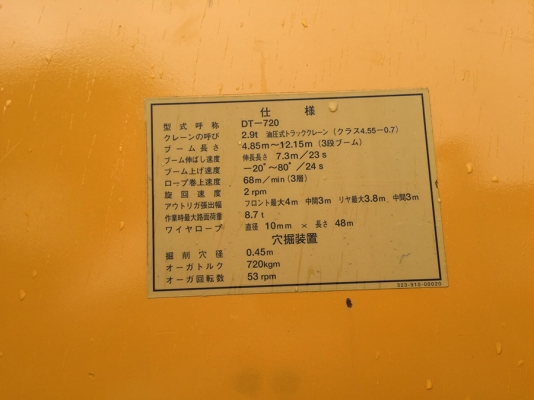 仕様
型式呼称 DT-720
クレーンの呼び 2.9t 油圧式トラッククレーン (クラス4.55-0.7)
ブーム長さ 4.85m~12.15m (3段ブーム)
ブーム伸ばし速度 伸長長さ 7.3m/23s
ブーム上げ速度 -20°~80°/24s
ロープ巻上速度 68m/min (3層)
旋回速度 2rpm
アウトリガ張出幅 フロント最大4m 中間3m リヤ最大3.8m 中間3m
作業時最大路面荷重 8.7t
ワイヤロープ 直径 10mm × 長さ 48m
穴掘装置
掘削穴径 0.45m
オーガトルク 720kgm
オーガ回転数 53rpm
323-910-00020